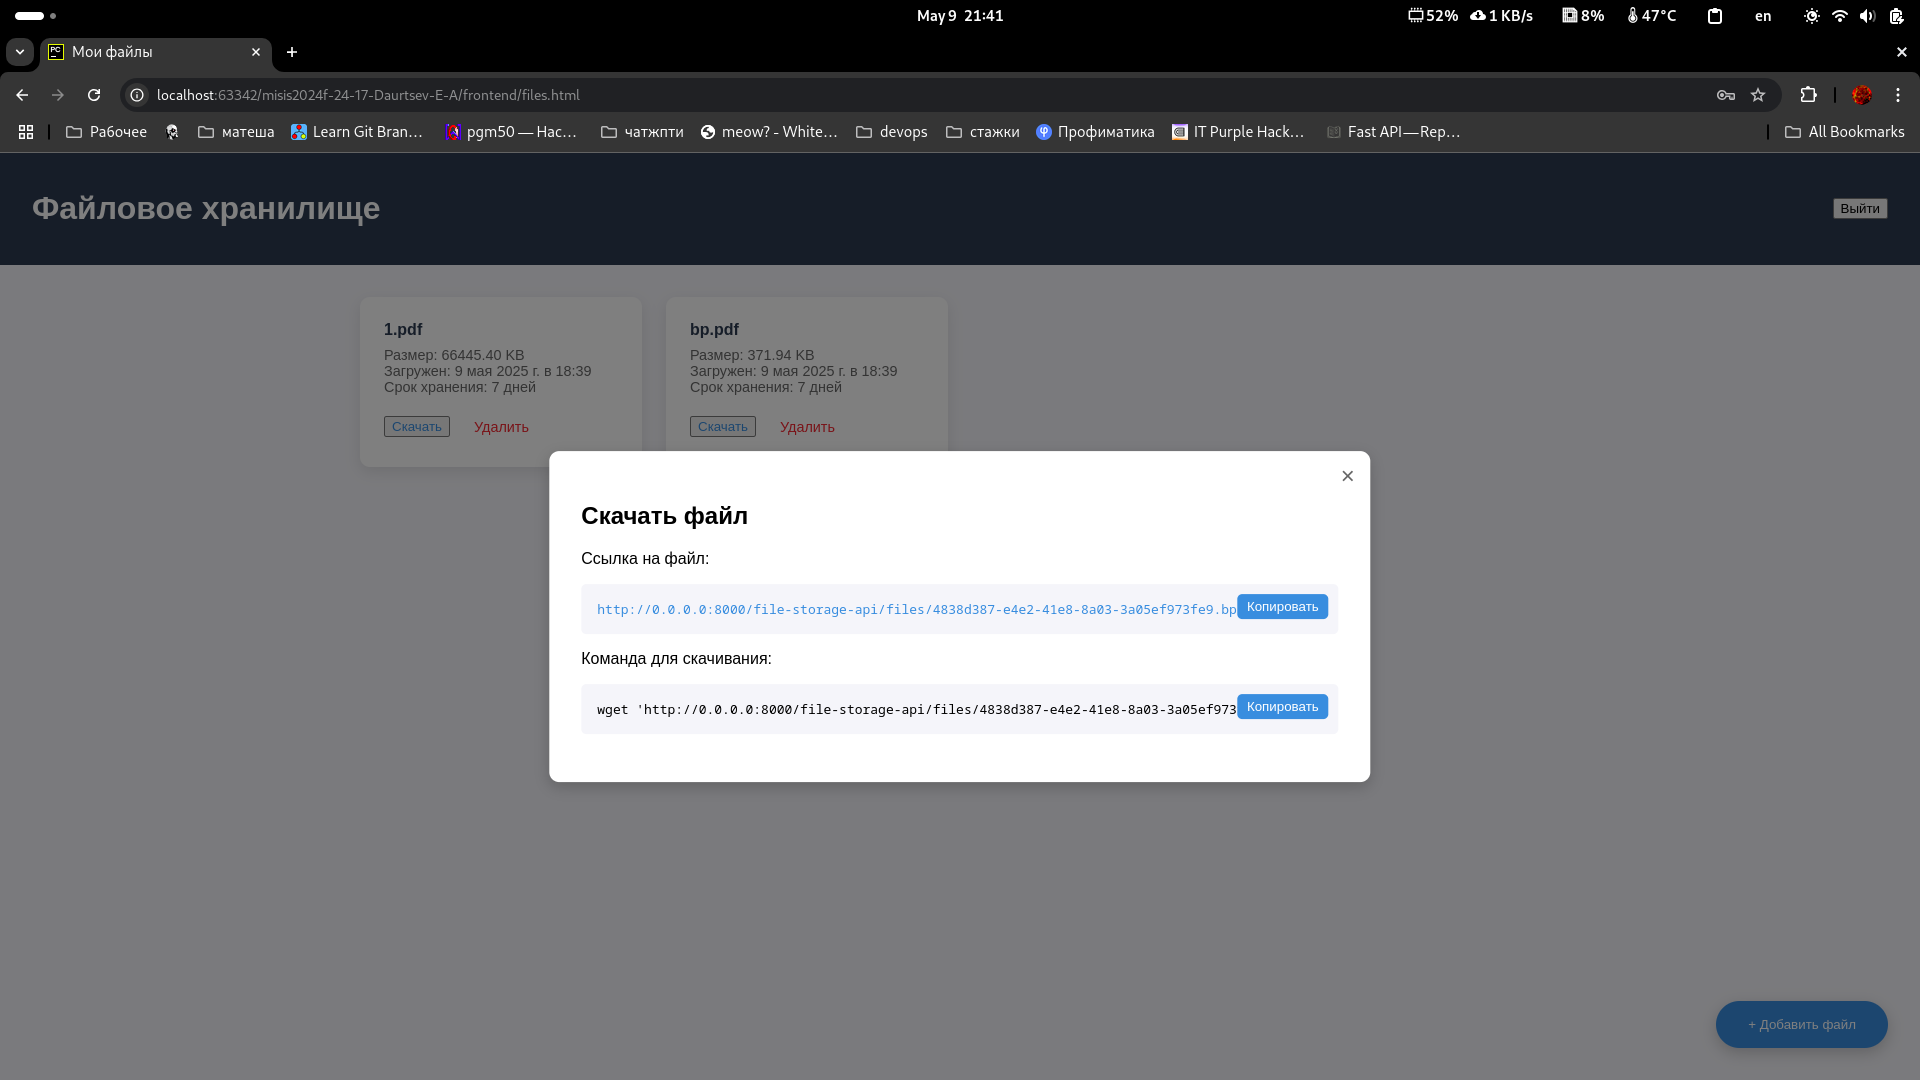 May 9 21:41
52%
1 KB/s
8%
47°C
en
Мои файлы
localhost:63342/misis2024f-24-17-Daurtsev-E-A/frontend/files.html
Рабочее
матеша
Learn Git Bran…
pgm50 — Hac…
чатжпти
meow? - White…
devops
стажки
Профиматика
IT Purple Hack…
Fast API — Rep…
All Bookmarks
Файловое хранилище
Выйти
1.pdf
Размер: 66445.40 KB
Загружен: 9 мая 2025 г. в 18:39
Срок хранения: 7 дней
Скачать Удалить
bp.pdf
Размер: 371.94 KB
Загружен: 9 мая 2025 г. в 18:39
Срок хранения: 7 дней
Скачать Удалить
×
Скачать файл
Ссылка на файл:
http://0.0.0.0:8000/file-storage-api/files/4838d387-e4e2-41e8-8a03-3a05ef973fe9.bp
Копировать
Команда для скачивания:
wget 'http://0.0.0.0:8000/file-storage-api/files/4838d387-e4e2-41e8-8a03-3a05ef973
Копировать
+ Добавить файл